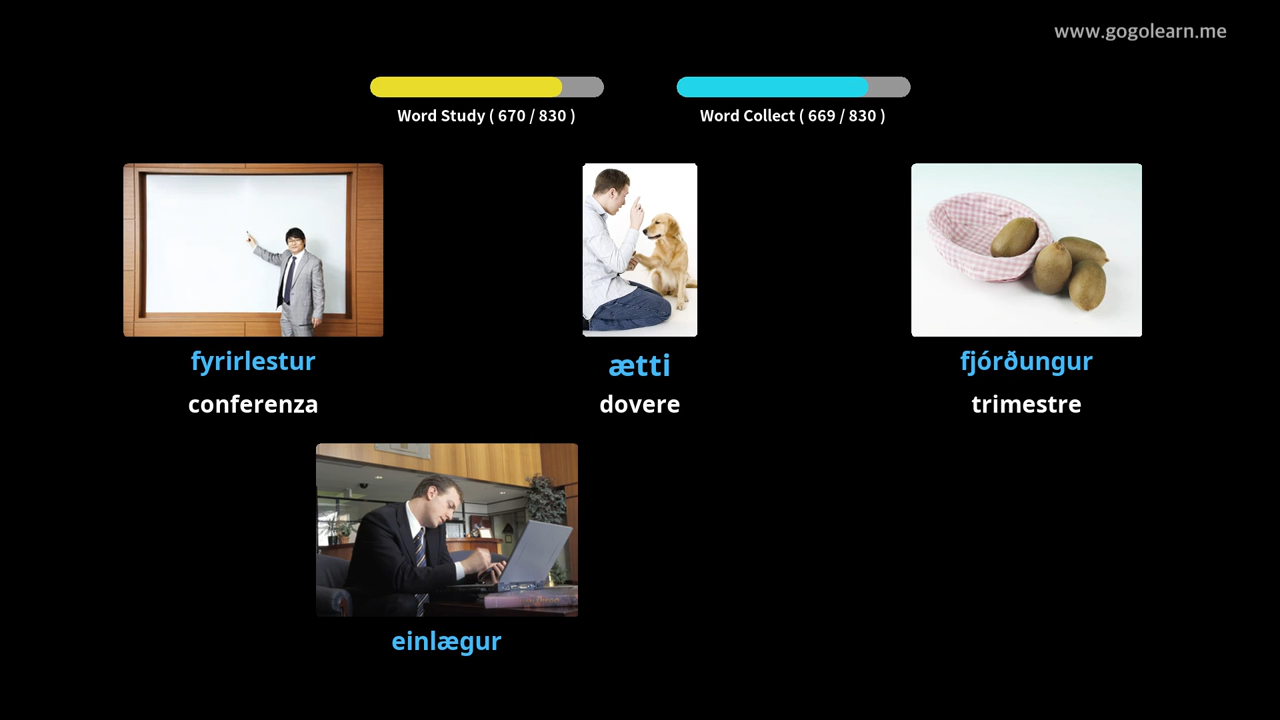 www.gogolearn.me
Word Study ( 670 / 830 )
Word Collect ( 669 / 830 )
fyrirlestur
conferenza
ætti
dovere
fjórðungur
trimestre
einlægur